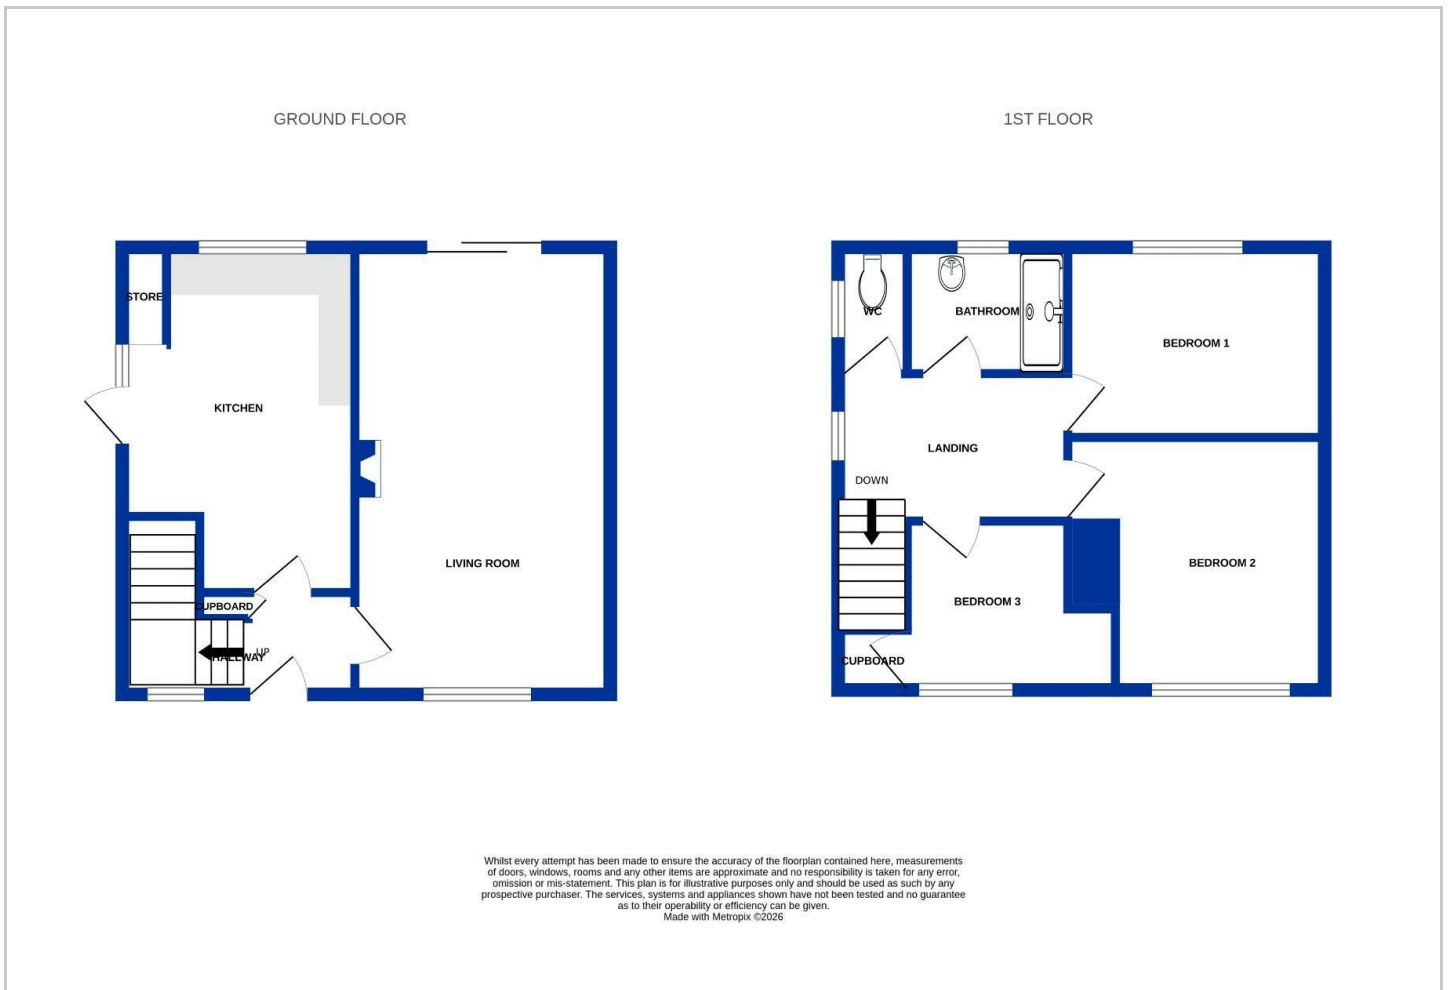 GROUND FLOOR
STORE
KITCHEN
LIVING ROOM
CUPBOARD
UP
HALLWAY
1ST FLOOR
WC
BATHROOM
BEDROOM 1
LANDING
DOWN
BEDROOM 2
BEDROOM 3
CUPBOARD
Whilst every attempt has been made to ensure the accuracy of the floorplan contained here, measurements
of doors, windows, rooms and any other items are approximate and no responsibility is taken for any error,
omission or mis-statement. This plan is for illustrative purposes only and should be used as such by any
prospective purchaser. The services, systems and appliances shown have not been tested and no guarantee
as to their operability or efficiency can be given.
Made with Metropix ©2026